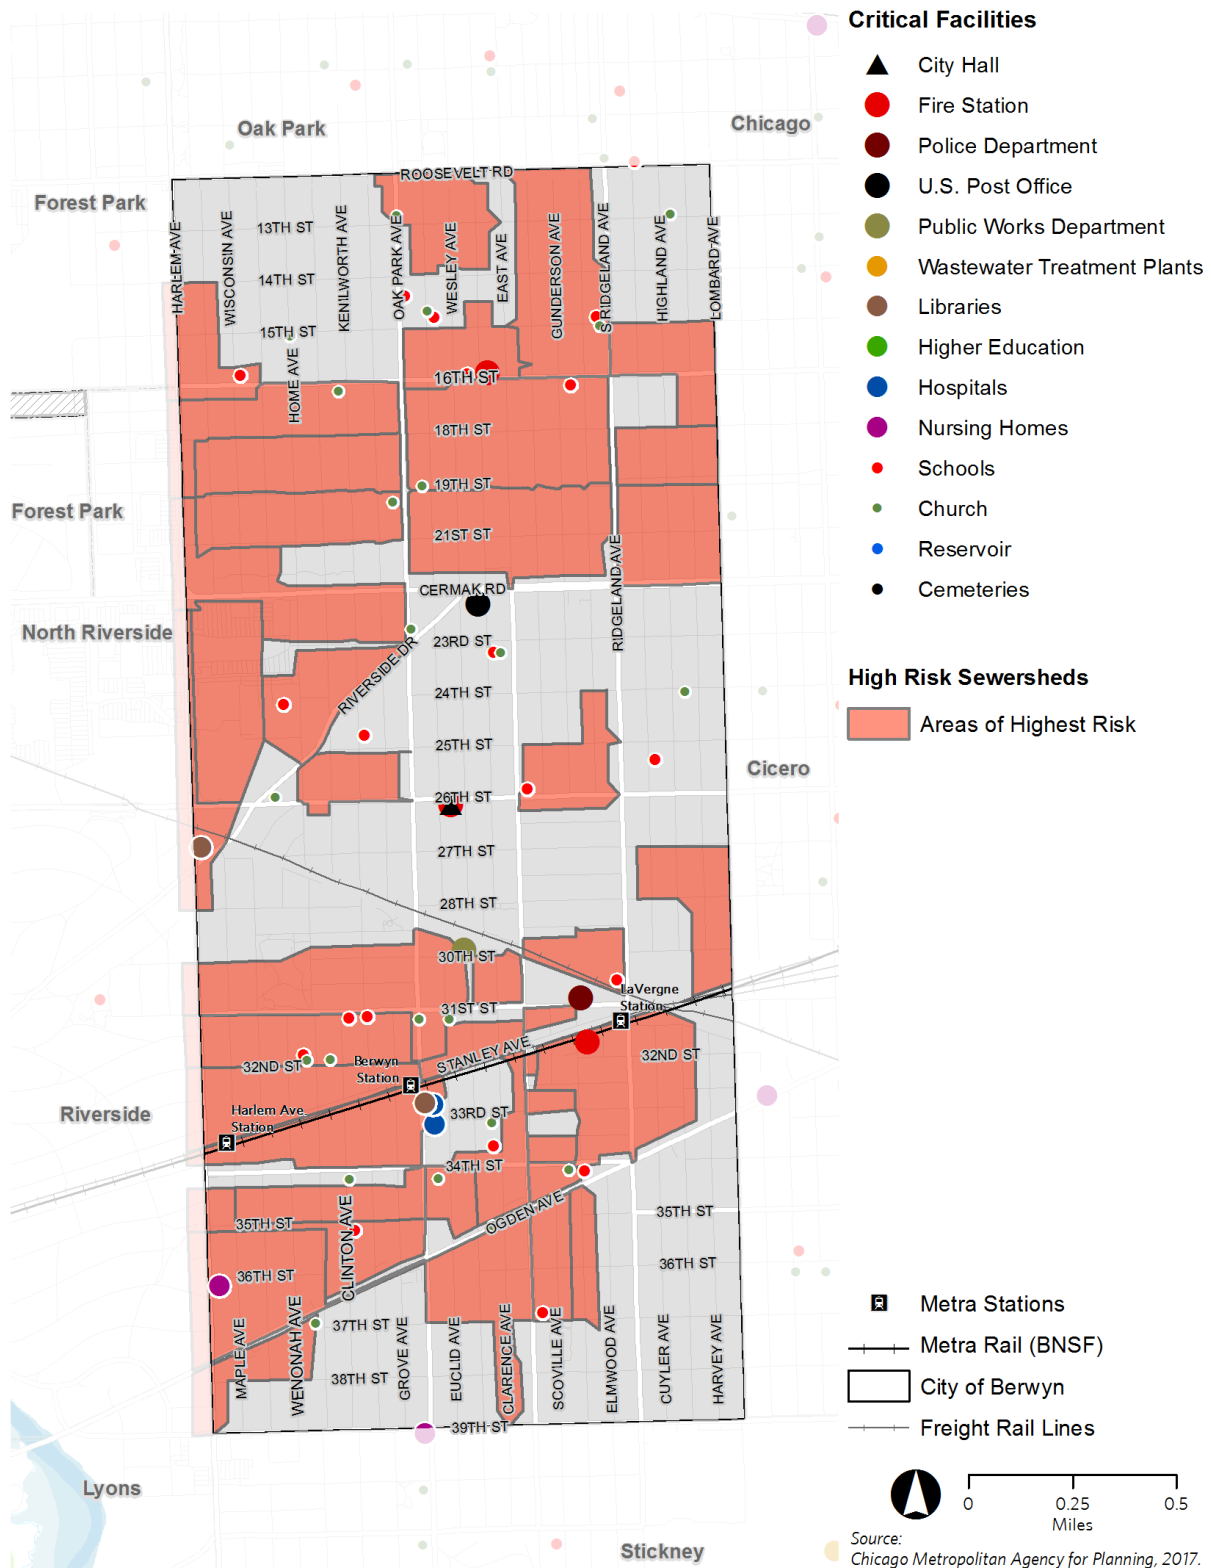 Critical Facilities
City Hall
Fire Station
Police Department
U.S. Post Office
Public Works Department
Wastewater Treatment Plants
Libraries
Higher Education
Hospitals
Nursing Homes
Schools
Church
Reservoir
Cemeteries
High Risk Sewersheds
Areas of Highest Risk
Metra Stations
Metra Rail (BNSF)
City of Berwyn
Freight Rail Lines
0
0.25
0.5
Miles
Source:
Chicago Metropolitan Agency for Planning, 2017.
Oak Park
Chicago
Forest Park
Forest Park
North Riverside
Cicero
Riverside
Lyons
Stickney
ROOSEVELT RD
HARLEM AVE
WISCONSIN AVE
KENILWORTH AVE
OAK PARK AVE
WESLEY AVE
EAST AVE
GUNDERSON AVE
S RIDGELAND AVE
HIGHLAND AVE
LOMBARD AVE
13TH ST
14TH ST
15TH ST
HOME AVE
16TH ST
18TH ST
19TH ST
21ST ST
RIDGELAND AVE
CERMAK RD
23RD ST
RIVERSIDE DR
24TH ST
25TH ST
26TH ST
27TH ST
28TH ST
30TH ST
31ST ST
LaVergne
Station
STANLEY AVE
32ND ST
32ND ST
Berwyn
Station
Harlem Ave
Station
33RD ST
34TH ST
OGDEN AVE
35TH ST
35TH ST
36TH ST
36TH ST
CLINTON AVE
37TH ST
38TH ST
MAPLE AVE
WENONAH AVE
GROVE AVE
EUCLID AVE
CLARENCE AVE
SCOVILLE AVE
ELMWOOD AVE
CUYLER AVE
HARVEY AVE
39TH ST